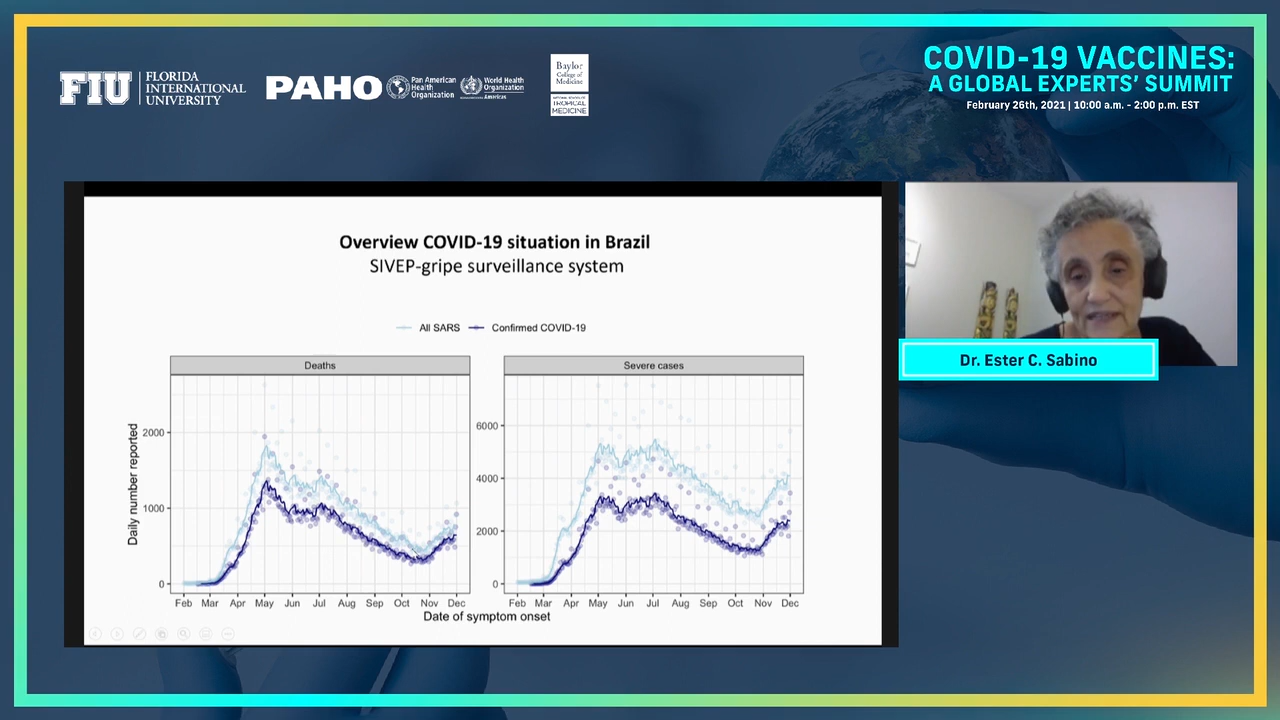 FIU
FLORIDA
INTERNATIONAL
UNIVERSITY
PAHO
Pan American
Health
Organization
World Health
Organization
Americas
Baylor
College of
Medicine
NATIONAL SCHOOL OF
TROPICAL
MEDICINE
COVID-19 VACCINES:
A GLOBAL EXPERTS' SUMMIT
February 26th, 2021 | 10:00 a.m. - 2:00 p.m. EST
Overview COVID-19 situation in Brazil
SIVEP-gripe surveillance system
All SARS Confirmed COVID-19
Deaths
Severe cases
Daily number reported
2000
1000
0
6000
4000
2000
0
Feb Mar Apr May Jun Jul Aug Sep Oct Nov Dec
Feb Mar Apr May Jun Jul Aug Sep Oct Nov Dec
Date of symptom onset
Dr. Ester C. Sabino